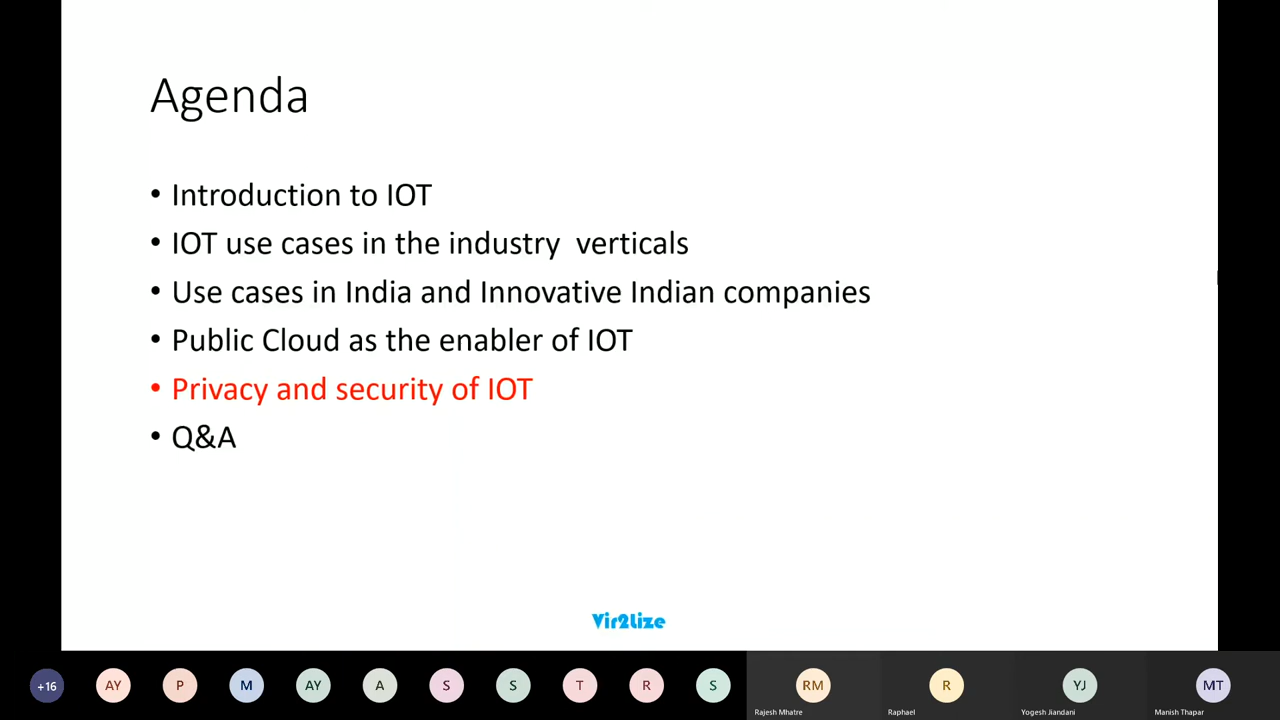 Agenda
• Introduction to IOT
• IOT use cases in the industry  verticals
• Use cases in India and Innovative Indian companies
• Public Cloud as the enabler of IOT
• Privacy and security of IOT
• Q&A
Vir2lize
+16 AY P M AY A S S T R S RM R YJ MT
Rajesh Mhatre Raphael Yogesh Jiandani Manish Thapar